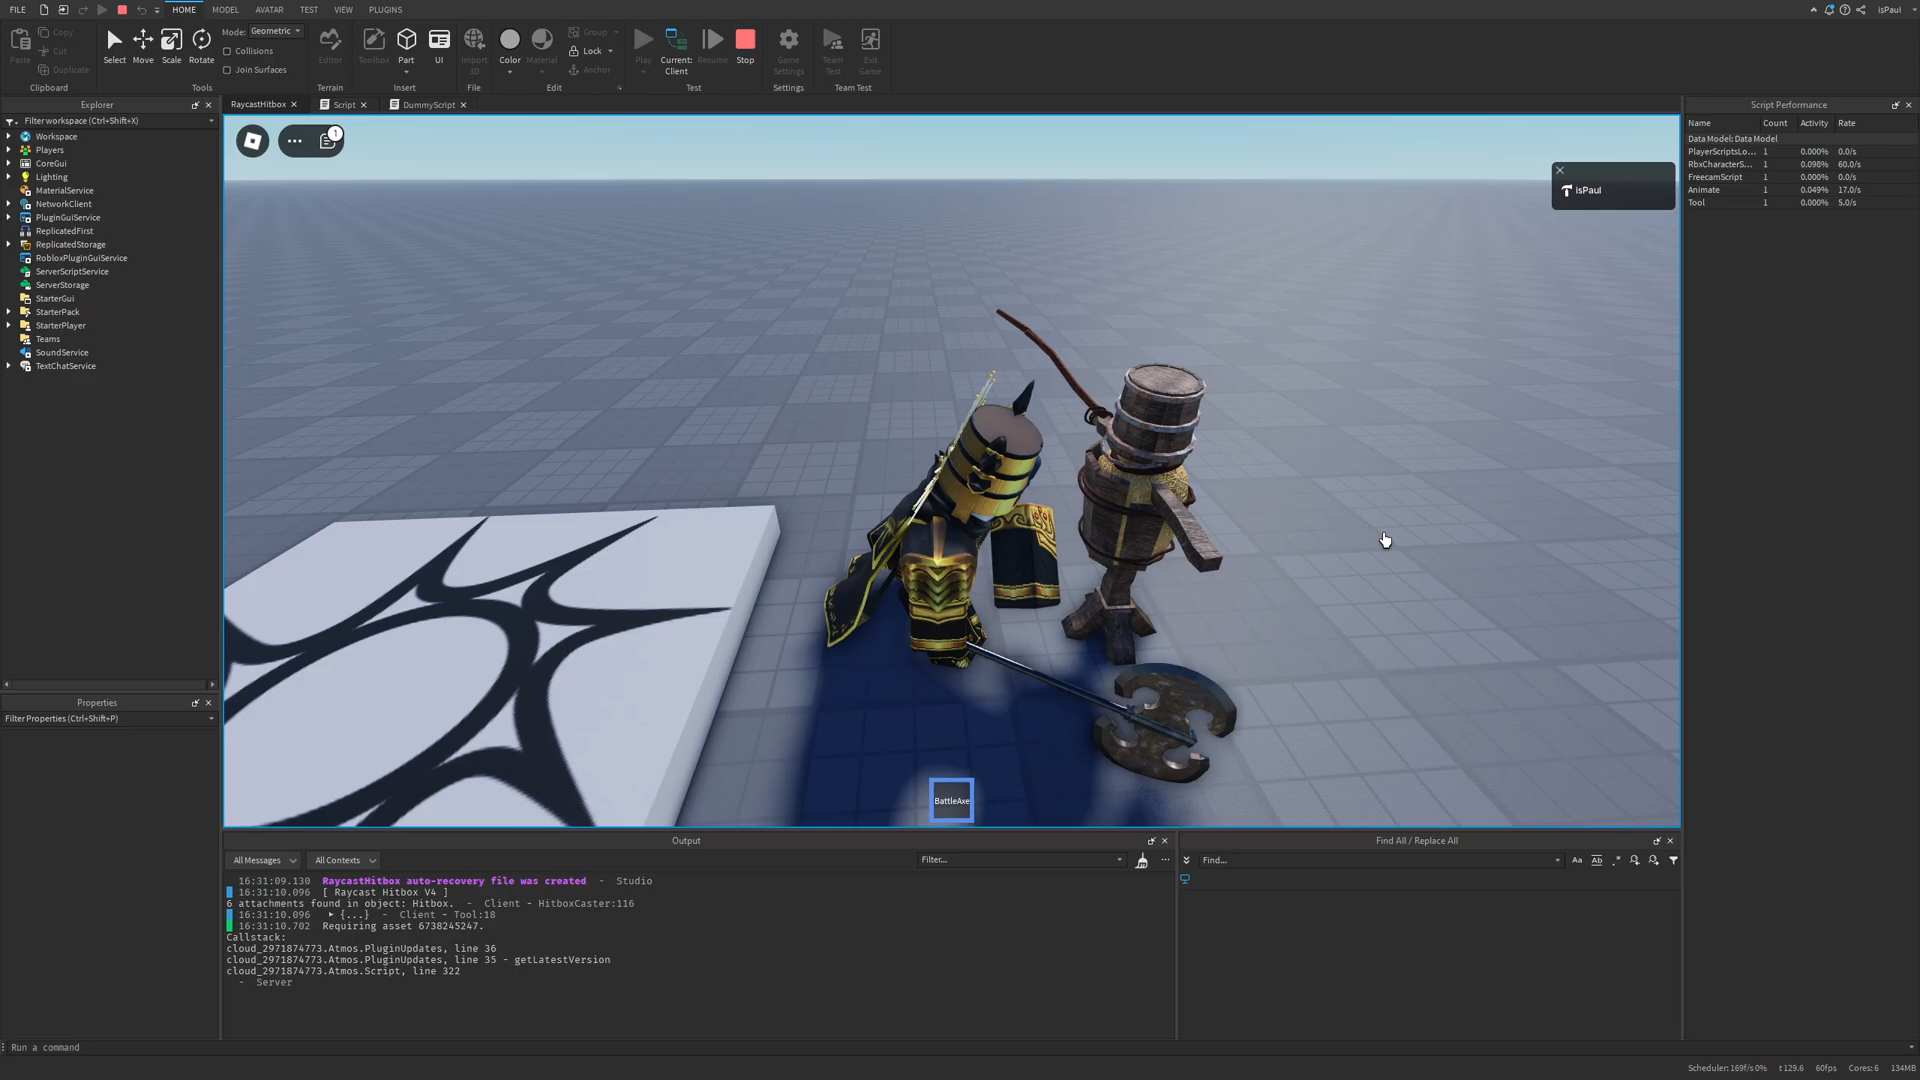 FILE
HOME
MODEL
AVATAR
TEST
VIEW
PLUGINS
isPaul
Paste
Copy
Cut
Duplicate
Clipboard
Select
Move
Scale
Rotate
Mode:
Geometric
Collisions
Join Surfaces
Tools
Editor
Terrain
Toolbox
Part
UI
Insert
Import
3D
File
Color
Material
Group
Lock
Anchor
Edit
Play
Current:
Client
Resume
Stop
Test
Game
Settings
Settings
Team
Test
Exit
Game
Team Test
Explorer
Filter workspace (Ctrl+Shift+X)
Workspace
Players
CoreGui
Lighting
MaterialService
NetworkClient
PluginGuiService
ReplicatedFirst
ReplicatedStorage
RobloxPluginGuiService
ServerScriptService
ServerStorage
StarterGui
StarterPack
StarterPlayer
Teams
SoundService
TextChatService
Properties
Filter Properties (Ctrl+Shift+P)
RaycastHitbox
Script
DummyScript
1
isPaul
BattleAxe
Script Performance
Name Count Activity Rate
Data Model: Data Model
PlayerScriptsLo... 1 0.000% 0.0/s
RbxCharacterS... 1 0.098% 60.0/s
FreecamScript 1 0.000% 0.0/s
Animate 1 0.049% 17.0/s
Tool 1 0.000% 5.0/s
Output
All Messages
All Contexts
Filter...
16:31:09.130 RaycastHitbox auto-recovery file was created - Studio
16:31:10.096 [ Raycast Hitbox V4 ]
6 attachments found in object: Hitbox. - Client - HitboxCaster:116
16:31:10.096 ▶ {...} - Client - Tool:18
16:31:10.702 Requiring asset 6738245247.
Callstack:
cloud_2971874773.Atmos.PluginUpdates, line 36
cloud_2971874773.Atmos.PluginUpdates, line 35 - getLatestVersion
cloud_2971874773.Atmos.Script, line 322
- Server
Find All / Replace All
Find...
Aa
Ab
.*
Run a command
Scheduler: 169f/s 0%
t 129.6
60fps
Cores: 6
134MB